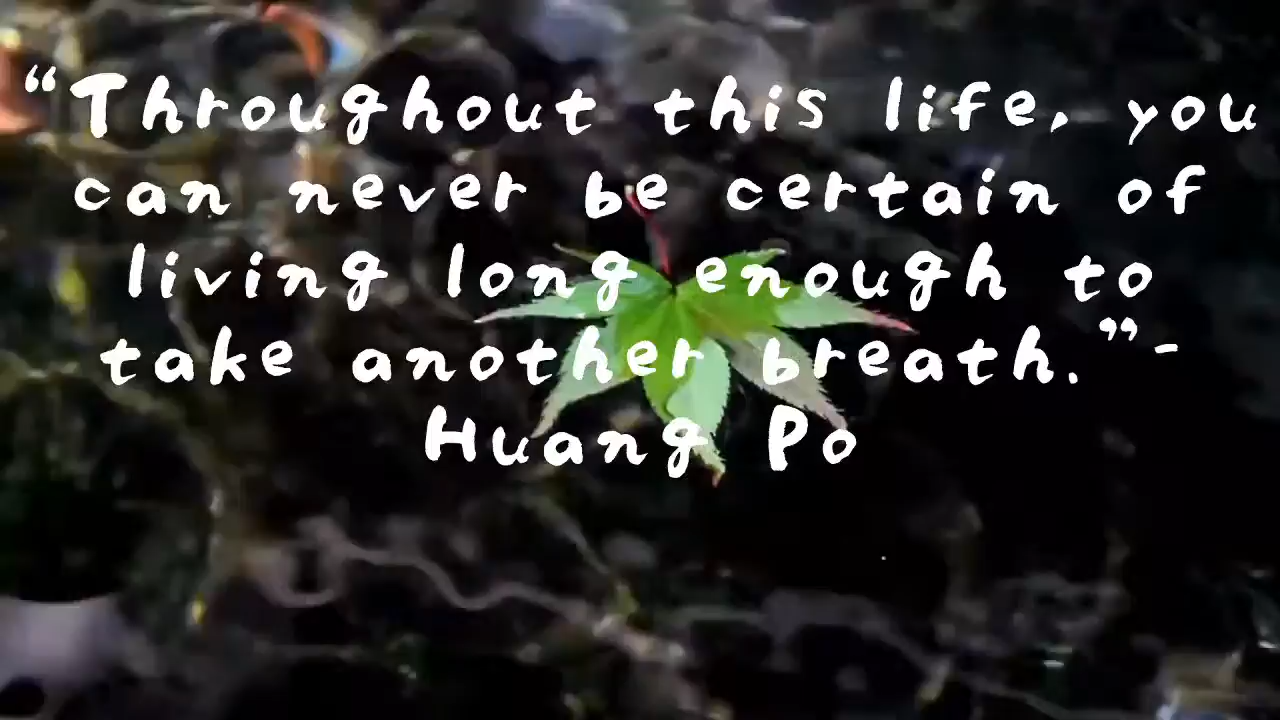 “Throughout this life, you
can never be certain of
living long enough to
take another breath.”-
Huang Po